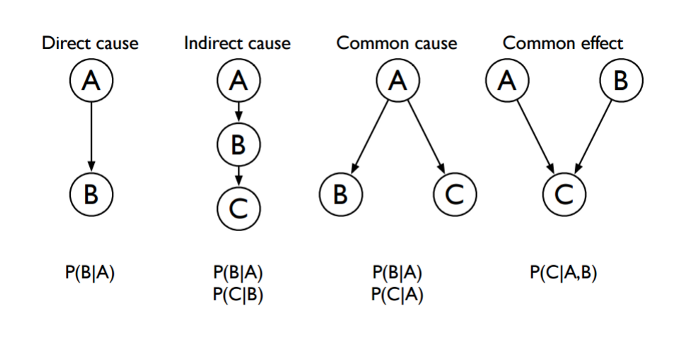 Direct cause
A
B
P(B|A)
Indirect cause
A
B
C
P(B|A)
P(C|B)
Common cause
A
B
C
P(B|A)
P(C|A)
Common effect
A
B
C
P(C|A,B)